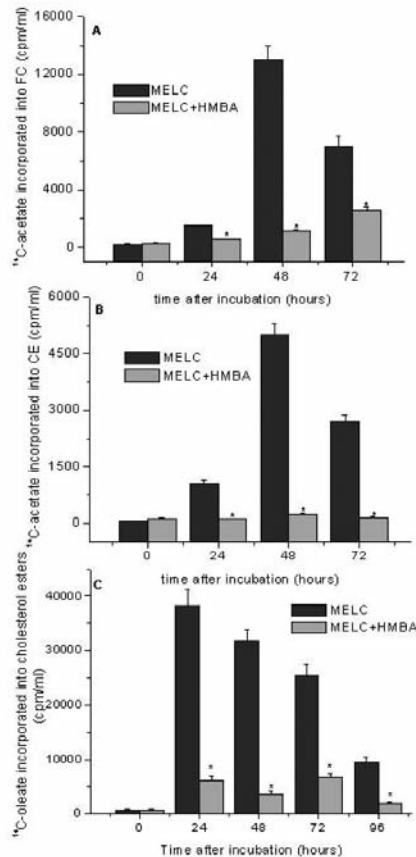 A
¹⁴C-acetate incorporated into FC (cpm/ml)
16000
12000
8000
4000
0
MELC
MELC+HMBA
*
*
*
0 24 48 72
time after incubation (hours)
B
¹⁴C-acetate incorporated into CE (cpm/ml)
6000
4500
3000
1500
0
MELC
MELC+HMBA
*
*
*
0 24 48 72
time after incubation (hours)
C
¹⁴C-oleate incorporated into cholesterol esters
(cpm/ml)
40000
30000
20000
10000
0
MELC
MELC+HMBA
*
*
*
*
0 24 48 72 96
Time after incubation (hours)